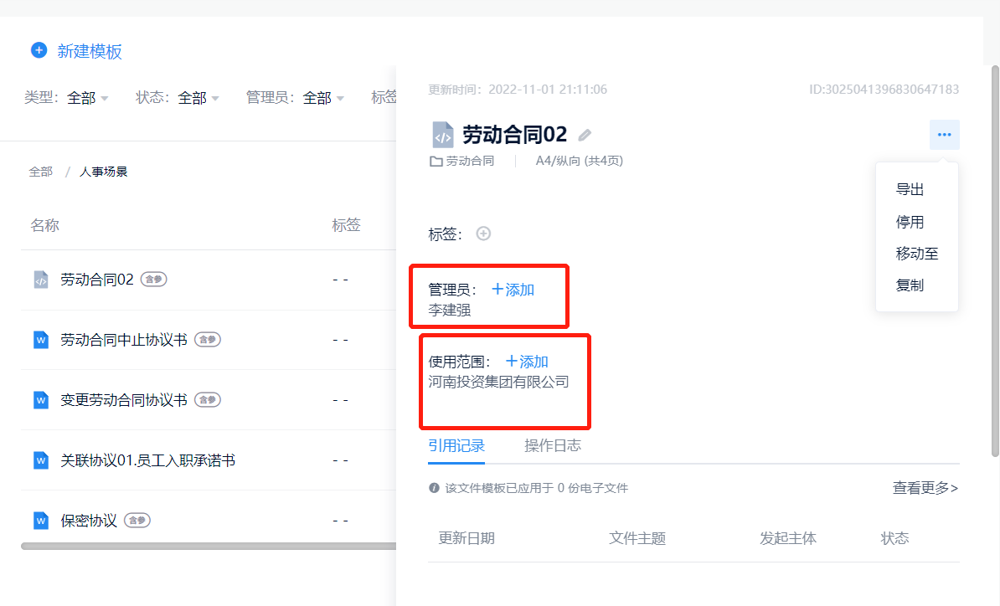 新建模板
类型: 全部 状态: 全部 管理员: 全部 标签
全部 / 人事场景
名称 标签
劳动合同02 含参 - -
劳动合同中止协议书 含参 - -
变更劳动合同协议书 含参 - -
关联协议01.员工入职承诺书 - -
保密协议 含参 - -
更新时间: 2022-11-01 21:11:06 ID:3025041396830647183
劳动合同02
劳动合同 A4/纵向 (共4页)
导出
停用
移动至
复制
标签:
管理员: +添加
李建强
使用范围: +添加
河南投资集团有限公司
引用记录 操作日志
该文件模板已应用于 0 份电子文件 查看更多>
更新日期 文件主题 发起主体 状态